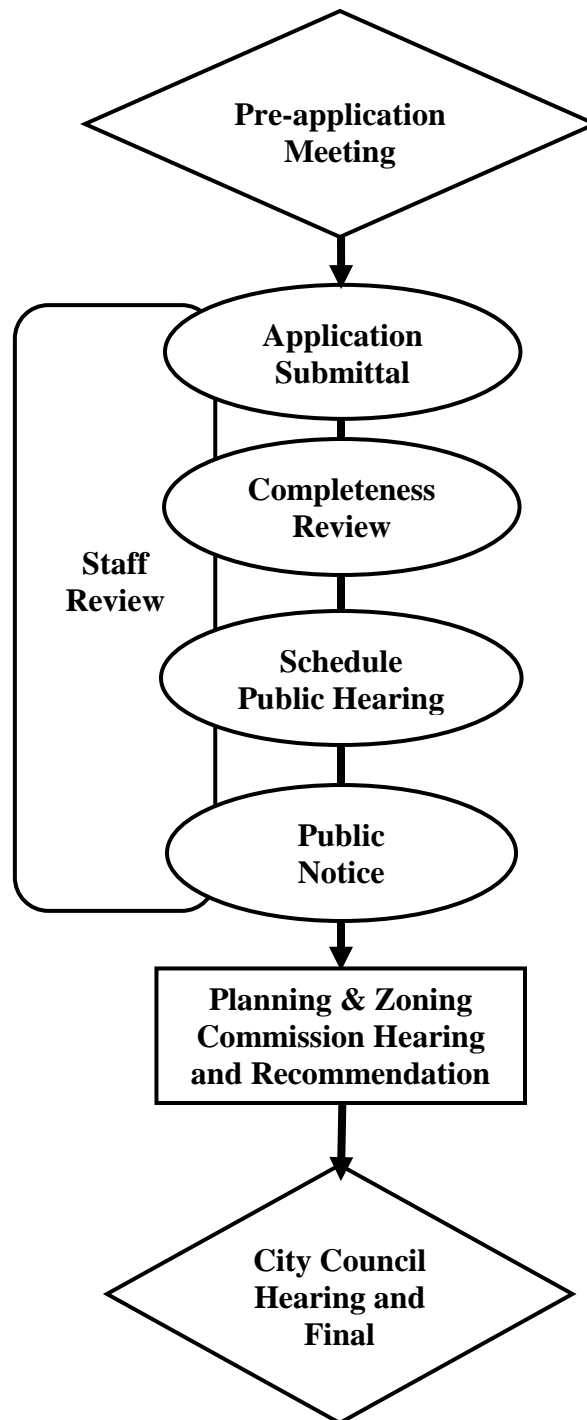 Pre-application
Meeting
Application
Submittal
Completeness
Review
Staff
Review
Schedule
Public Hearing
Public
Notice
Planning & Zoning
Commission Hearing
and Recommendation
City Council
Hearing and
Final